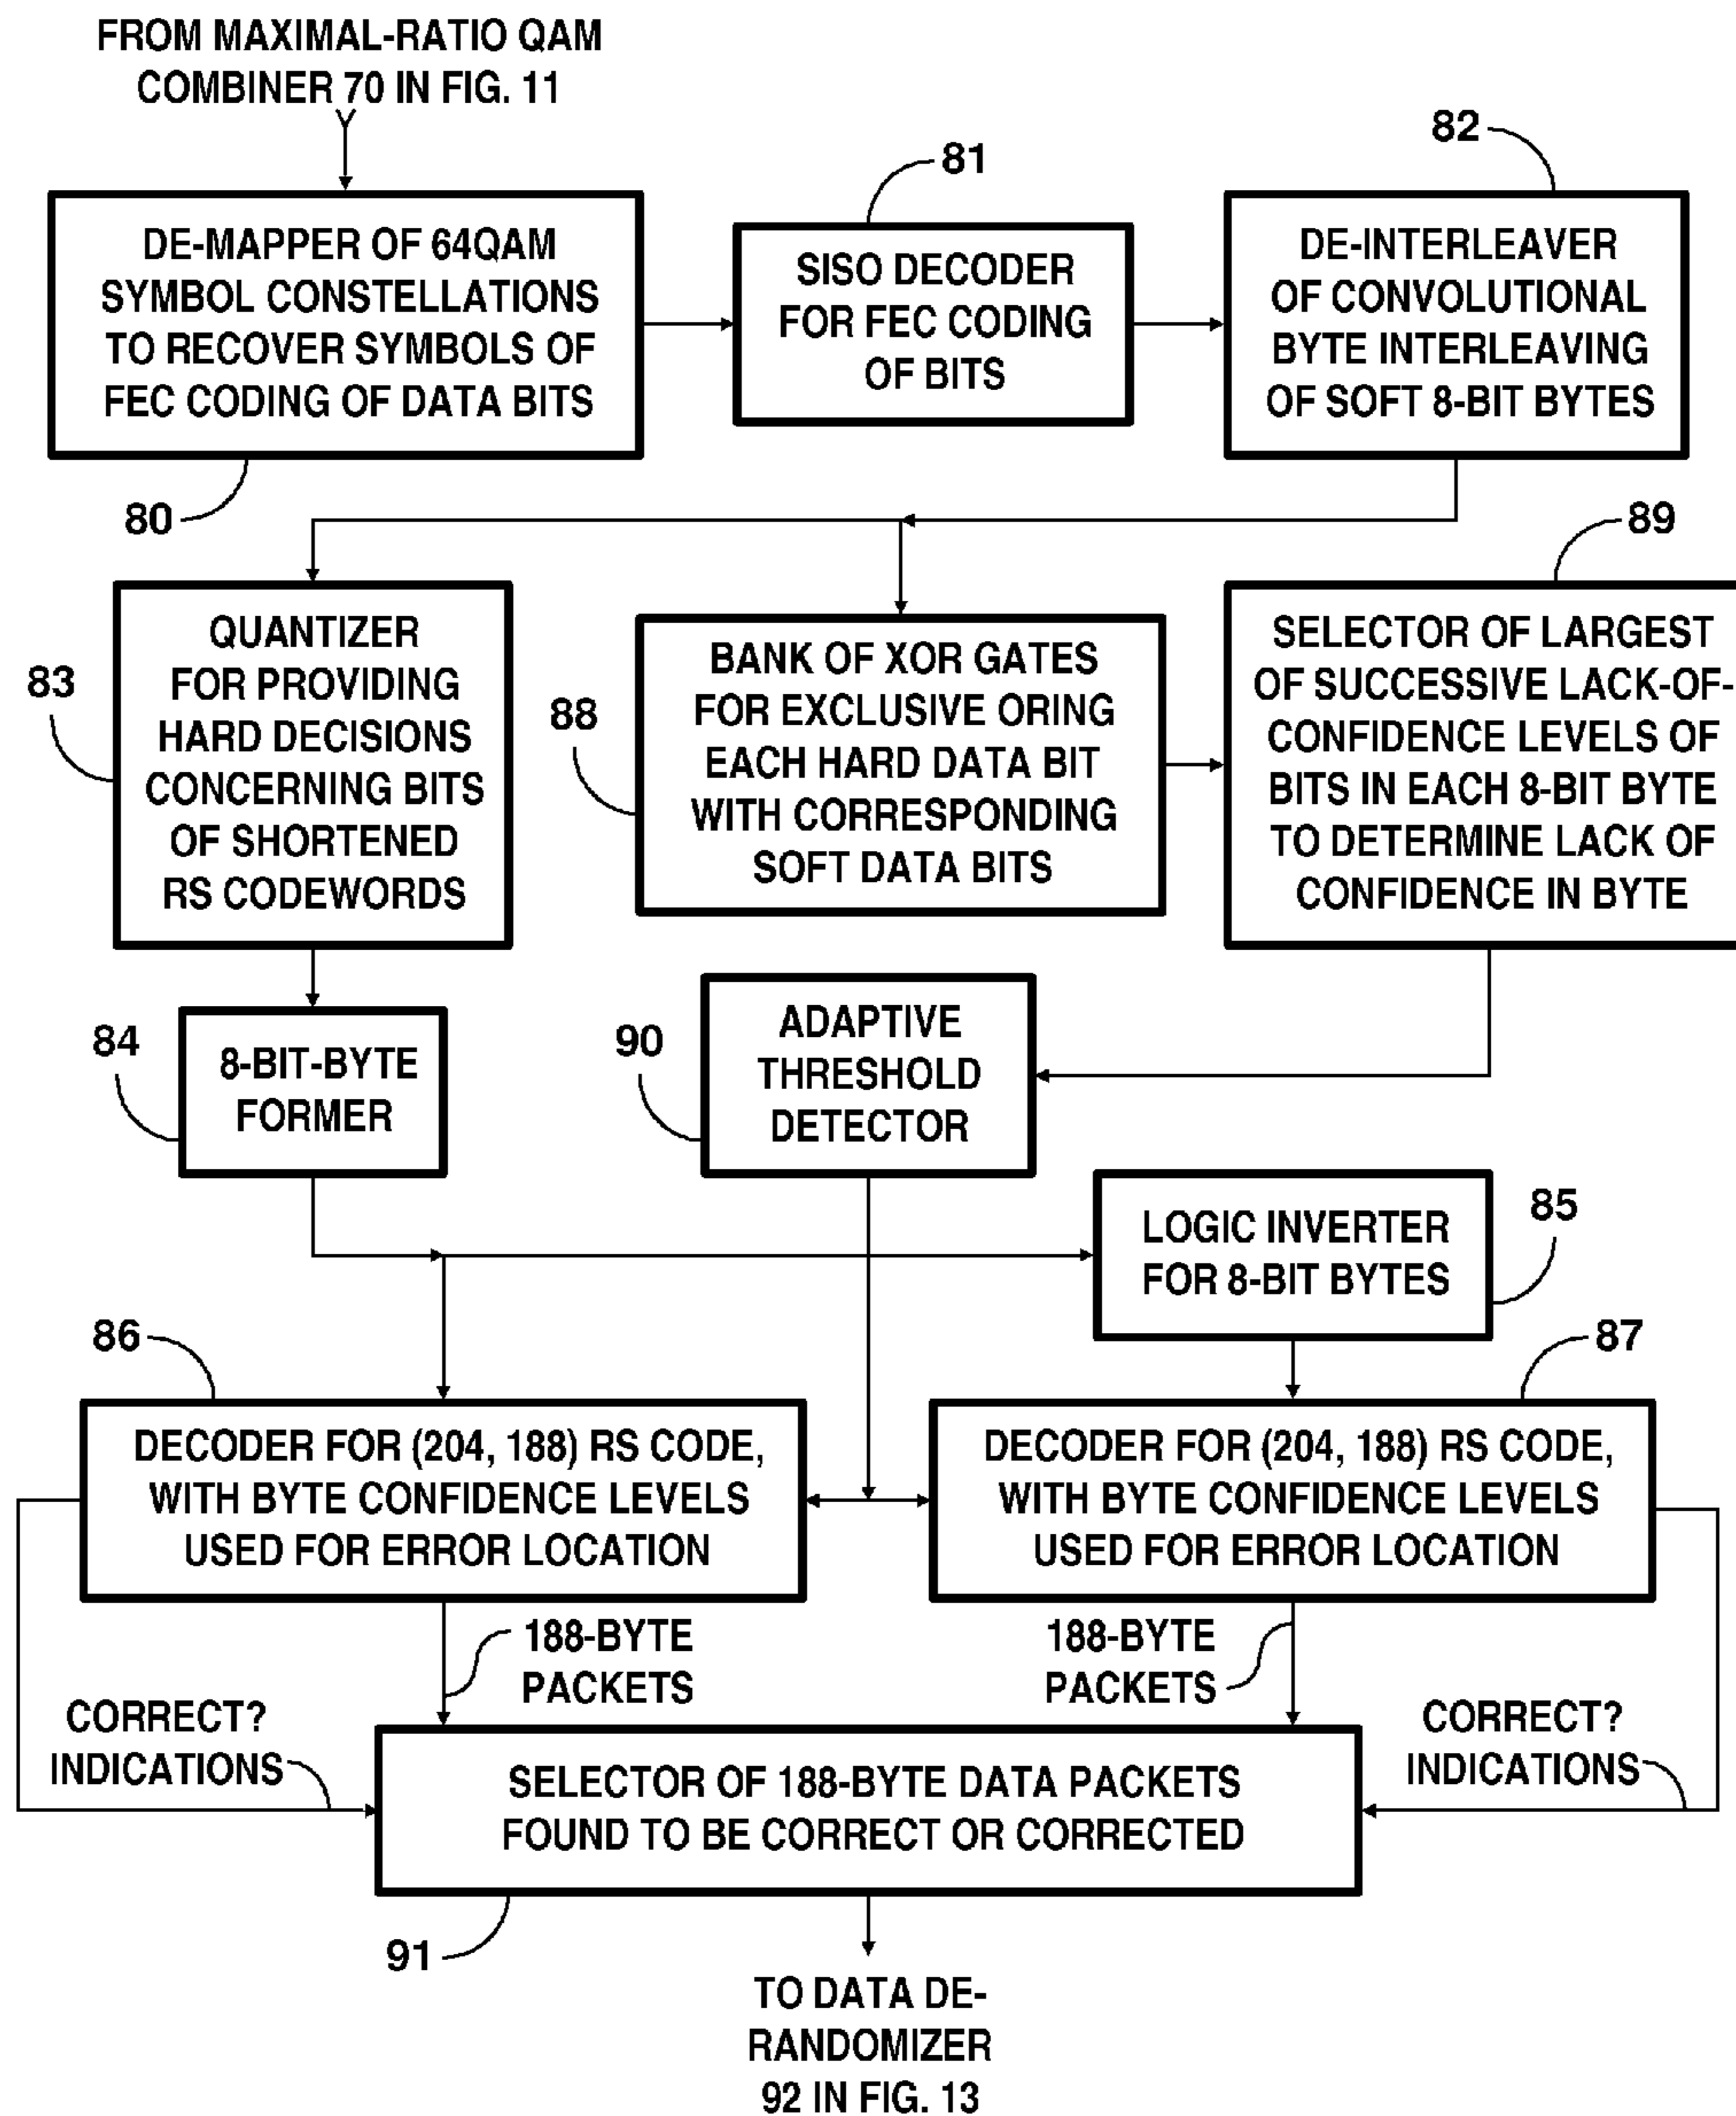 FROM MAXIMAL-RATIO QAM
COMBINER 70 IN FIG. 11
81
82
DE-MAPPER OF 64QAM
SYMBOL CONSTELLATIONS
TO RECOVER SYMBOLS OF
FEC CODING OF DATA BITS
80
SISO DECODER
FOR FEC CODING
OF BITS
DE-INTERLEAVER
OF CONVOLUTIONAL
BYTE INTERLEAVING
OF SOFT 8-BIT BYTES
89
83
QUANTIZER
FOR PROVIDING
HARD DECISIONS
CONCERNING BITS
OF SHORTENED
RS CODEWORDS
88
BANK OF XOR GATES
FOR EXCLUSIVE ORING
EACH HARD DATA BIT
WITH CORRESPONDING
SOFT DATA BITS
SELECTOR OF LARGEST
OF SUCCESSIVE LACK-OF-
CONFIDENCE LEVELS OF
BITS IN EACH 8-BIT BYTE
TO DETERMINE LACK OF
CONFIDENCE IN BYTE
84
8-BIT-BYTE
FORMER
90
ADAPTIVE
THRESHOLD
DETECTOR
LOGIC INVERTER
FOR 8-BIT BYTES
85
86
87
DECODER FOR (204, 188) RS CODE,
WITH BYTE CONFIDENCE LEVELS
USED FOR ERROR LOCATION
DECODER FOR (204, 188) RS CODE,
WITH BYTE CONFIDENCE LEVELS
USED FOR ERROR LOCATION
188-BYTE
PACKETS
188-BYTE
PACKETS
CORRECT?
INDICATIONS
CORRECT?
INDICATIONS
SELECTOR OF 188-BYTE DATA PACKETS
FOUND TO BE CORRECT OR CORRECTED
91
TO DATA DE-
RANDOMIZER
92 IN FIG. 13